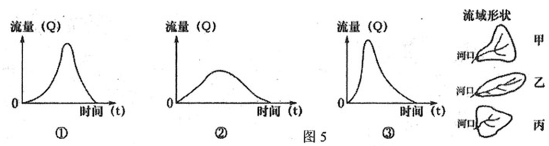 流量(Q)
0
时间(t)
①
流量(Q)
0
时间(t)
②
流量(Q)
0
时间(t)
③
流域形状
河口
甲
河口
乙
河口
丙
图5